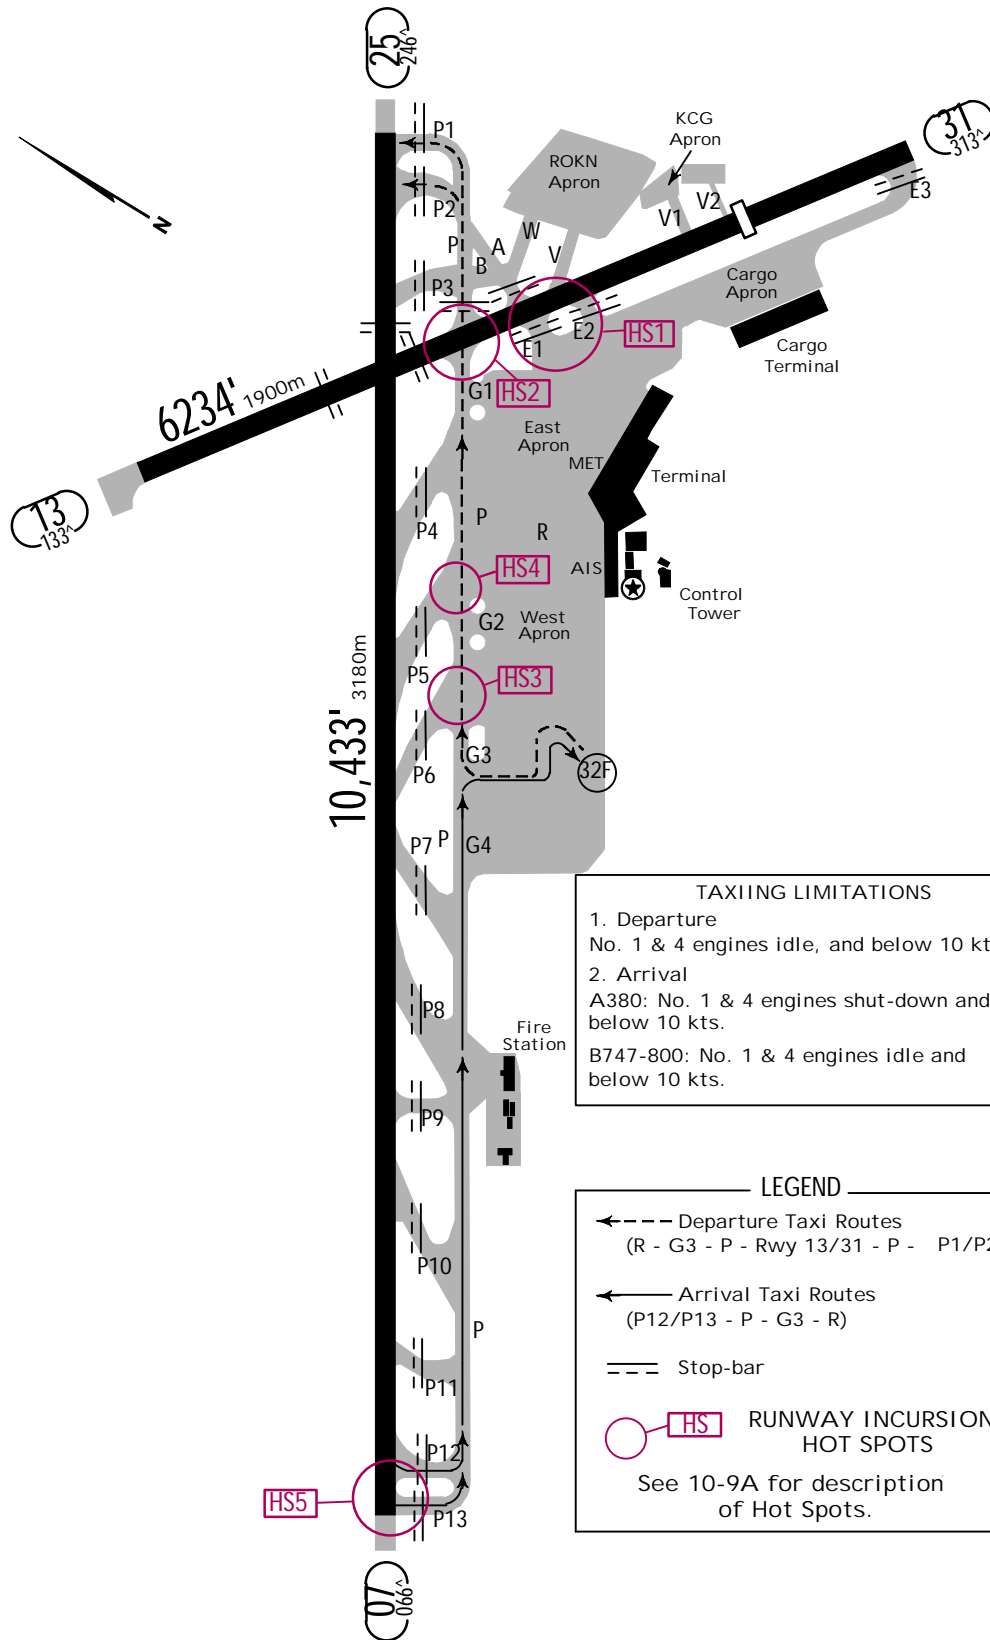 25
246^
31
313^
KCG
Apron
ROKN
Apron
P1
P2
P
A
W
B
V
V1
V2
E3
P3
Cargo
Apron
E1
E2
HS1
Cargo
Terminal
N
6234' 1900m
G1
HS2
East
Apron
MET
Terminal
13
133^
P4
P
R
HS4
AIS
Control
Tower
G2
West
Apron
P5
HS3
10,433' 3180m
P6
G3
32F
P7
P
G4
TAXIING LIMITATIONS
1. Departure
No. 1 & 4 engines idle, and below 10 kt
2. Arrival
A380: No. 1 & 4 engines shut-down and
below 10 kts.
B747-800: No. 1 & 4 engines idle and
below 10 kts.
P8
Fire
Station
P9
P10
LEGEND
Departure Taxi Routes
(R - G3 - P - Rwy 13/31 - P - P1/P2
Arrival Taxi Routes
(P12/P13 - P - G3 - R)
Stop-bar
HS RUNWAY INCURSION
HOT SPOTS
See 10-9A for description
of Hot Spots.
P
P11
P12
HS5
P13
07
066^